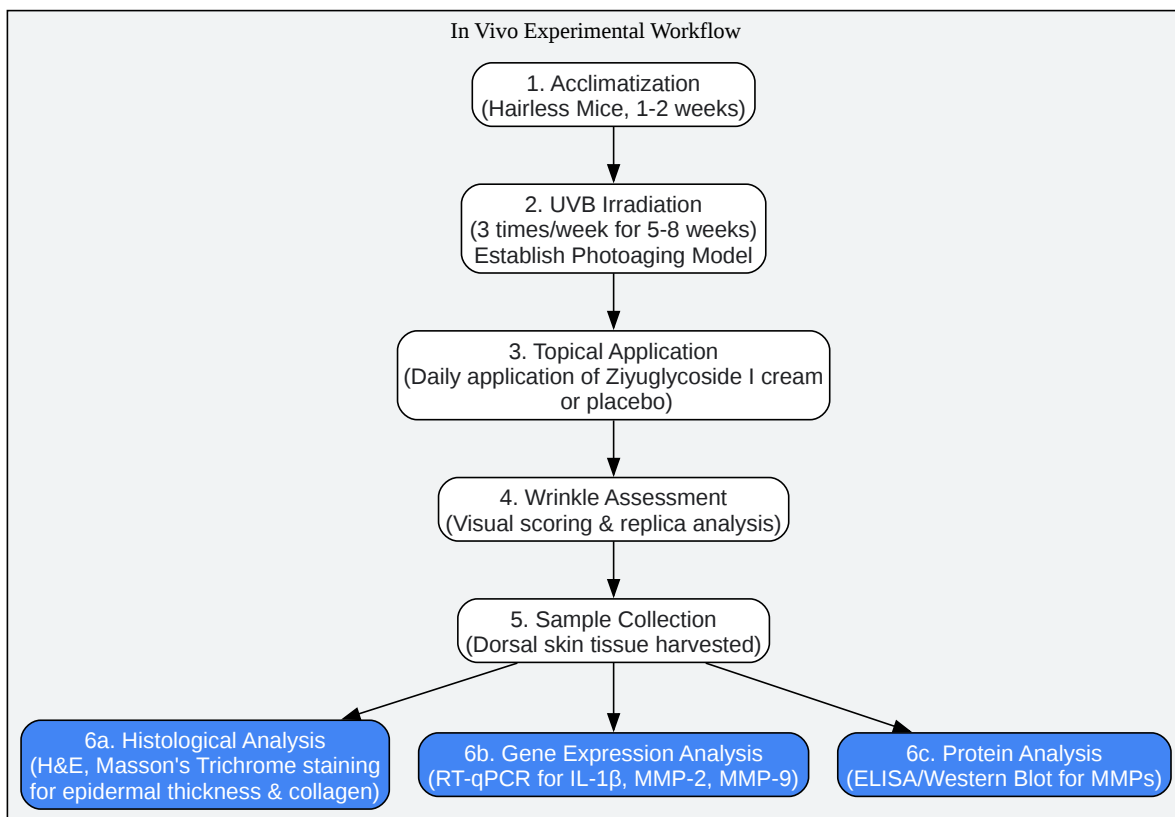 In Vivo Experimental Workflow
1. Acclimatization
(Hairless Mice, 1-2 weeks)
2. UVB Irradiation
(3 times/week for 5-8 weeks)
Establish Photoaging Model
3. Topical Application
(Daily application of Ziyuglycoside I cream
or placebo)
4. Wrinkle Assessment
(Visual scoring & replica analysis)
5. Sample Collection
(Dorsal skin tissue harvested)
6a. Histological Analysis
(H&E, Masson's Trichrome staining
for epidermal thickness & collagen)
6b. Gene Expression Analysis
(RT-qPCR for IL-1β, MMP-2, MMP-9)
6c. Protein Analysis
(ELISA/Western Blot for MMPs)